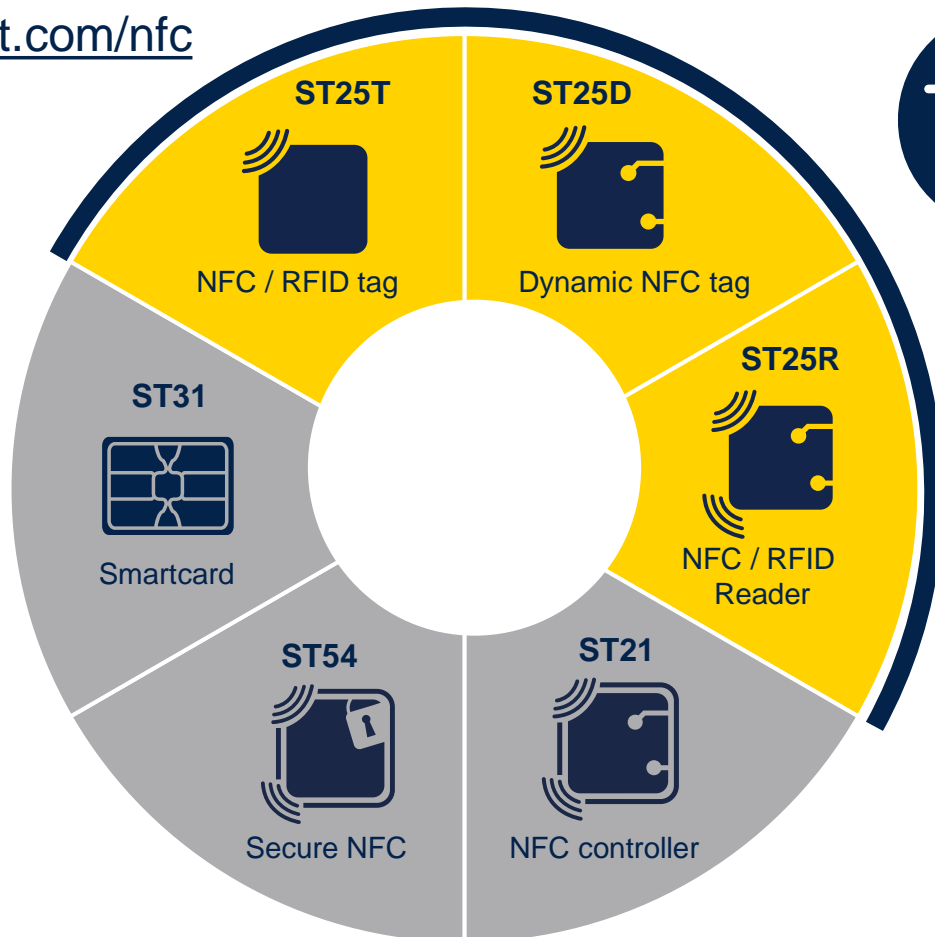 t.com/nfc
ST25T
NFC / RFID tag
ST25D
Dynamic NFC tag
ST25R
NFC / RFID
Reader
ST31
Smartcard
ST54
Secure NFC
ST21
NFC controller